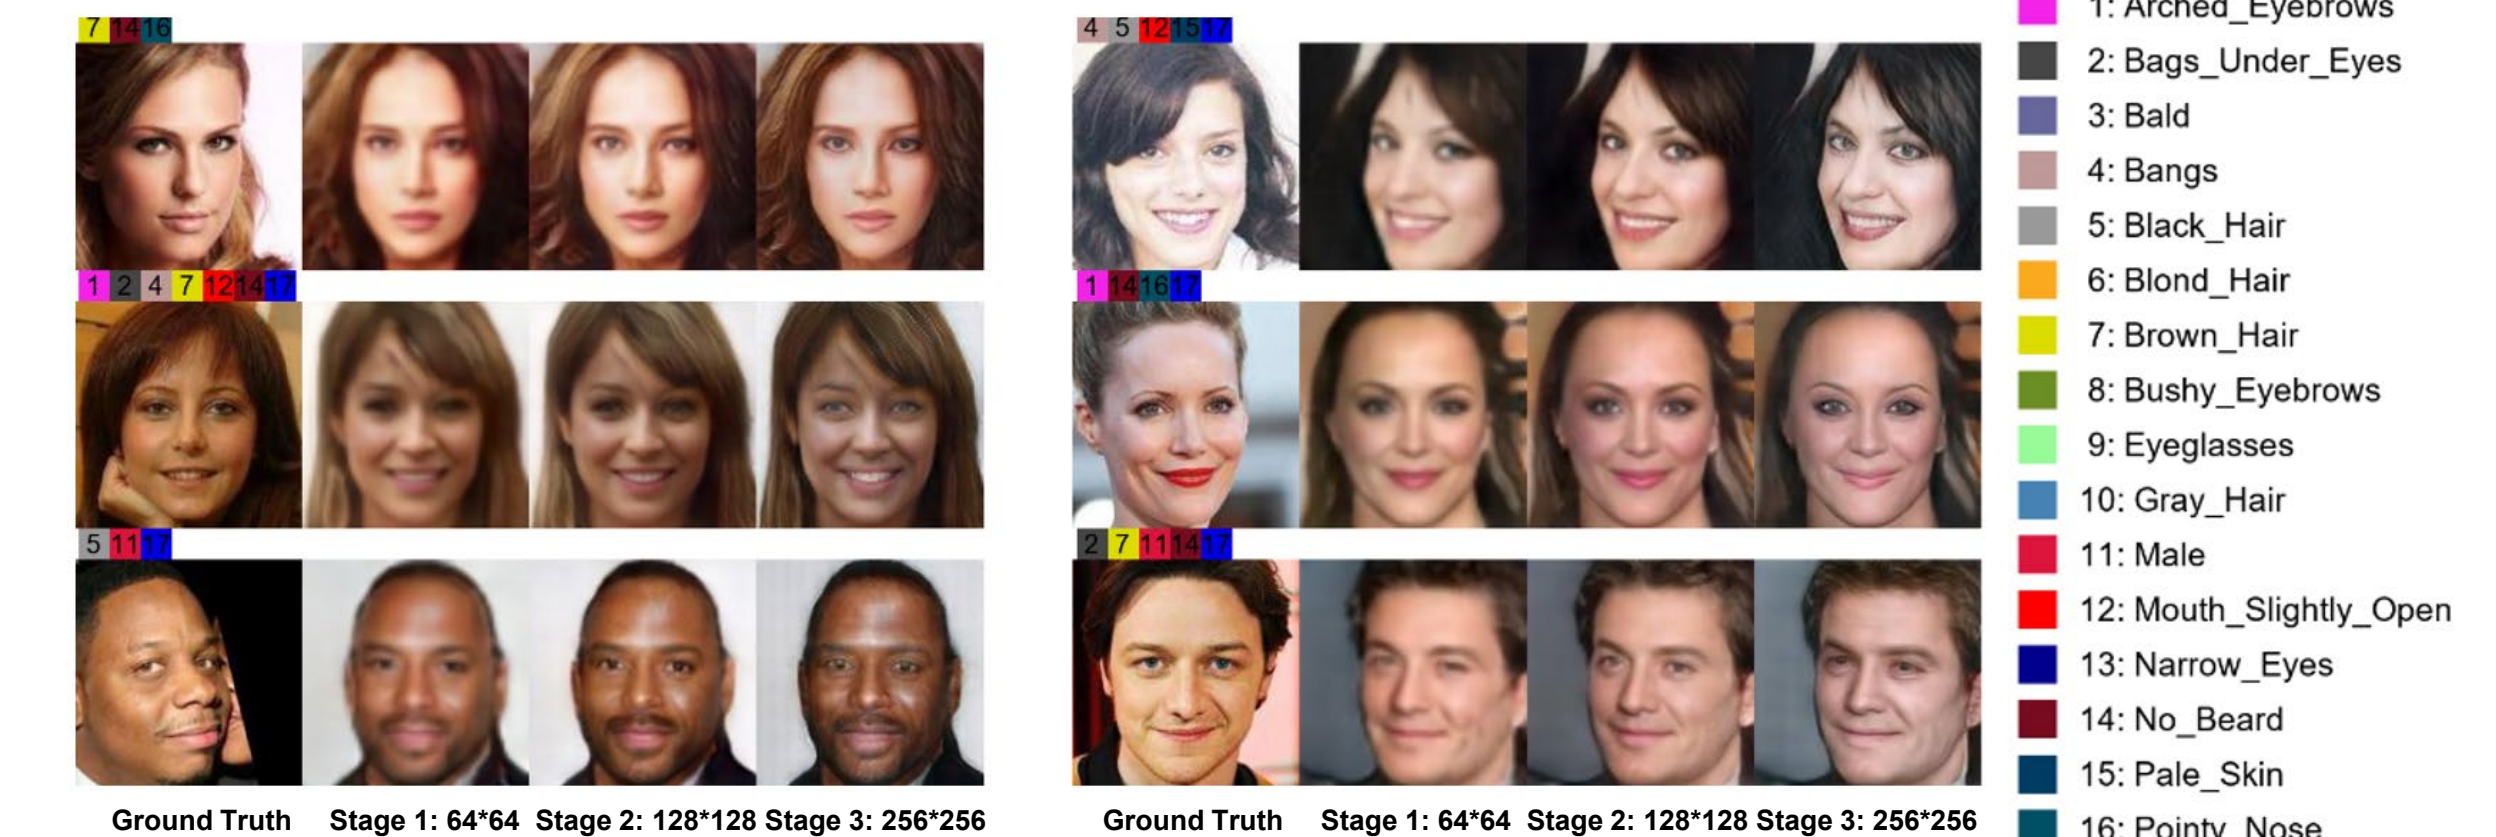 7 14 16
4 5 12 15 17
1 2 4 7 12 14 17
1 14 16 17
5 11 17
2 7 11 14 17
Ground Truth Stage 1: 64*64 Stage 2: 128*128 Stage 3: 256*256
Ground Truth Stage 1: 64*64 Stage 2: 128*128 Stage 3: 256*256
1: Arched_Eyebrows
2: Bags_Under_Eyes
3: Bald
4: Bangs
5: Black_Hair
6: Blond_Hair
7: Brown_Hair
8: Bushy_Eyebrows
9: Eyeglasses
10: Gray_Hair
11: Male
12: Mouth_Slightly_Open
13: Narrow_Eyes
14: No_Beard
15: Pale_Skin
16: Pointy_Nose